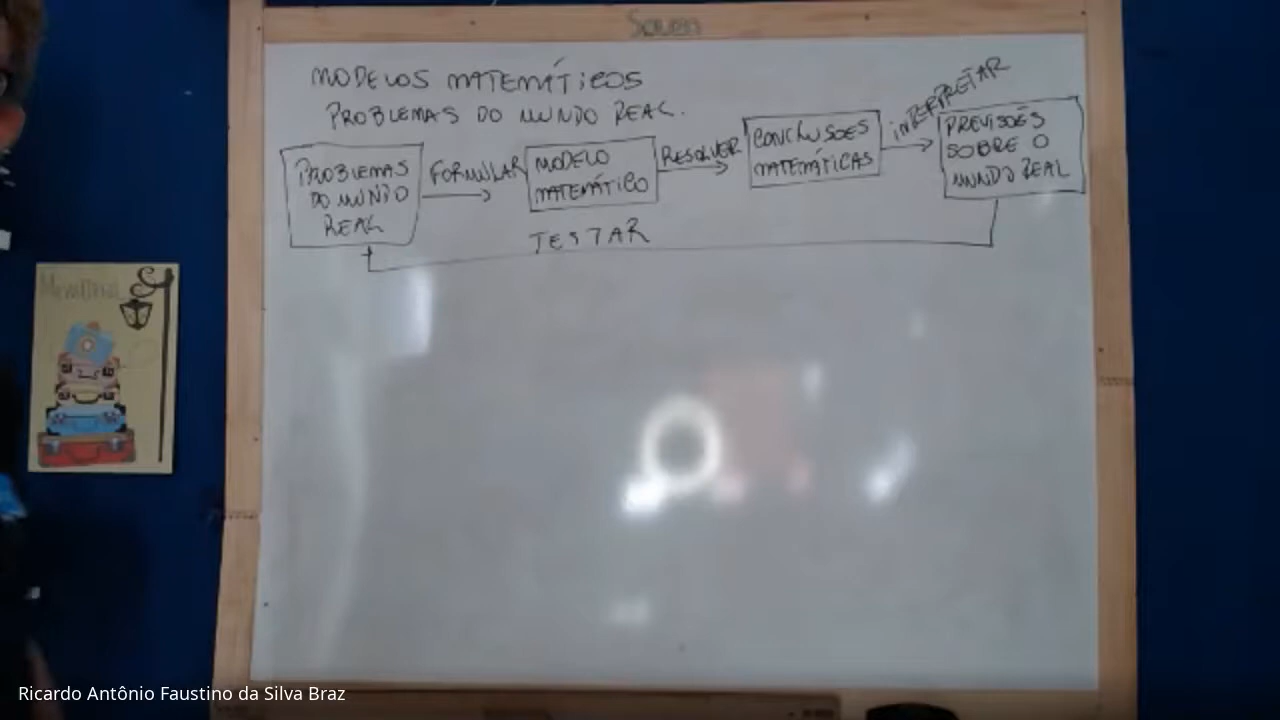 MODELOS MATEMÁTICOS
PROBLEMAS DO MUNDO REAL.
PROBLEMAS
DO MUNDO
REAL
FORMULAR
MODELO
MATEMÁTICO
RESOLVER
CONCLUSÕES
MATEMÁTICAS
INTERPRETAR
PREVISÕES
SOBRE O
MUNDO REAL
TESTAR
Ricardo Antônio Faustino da Silva Braz